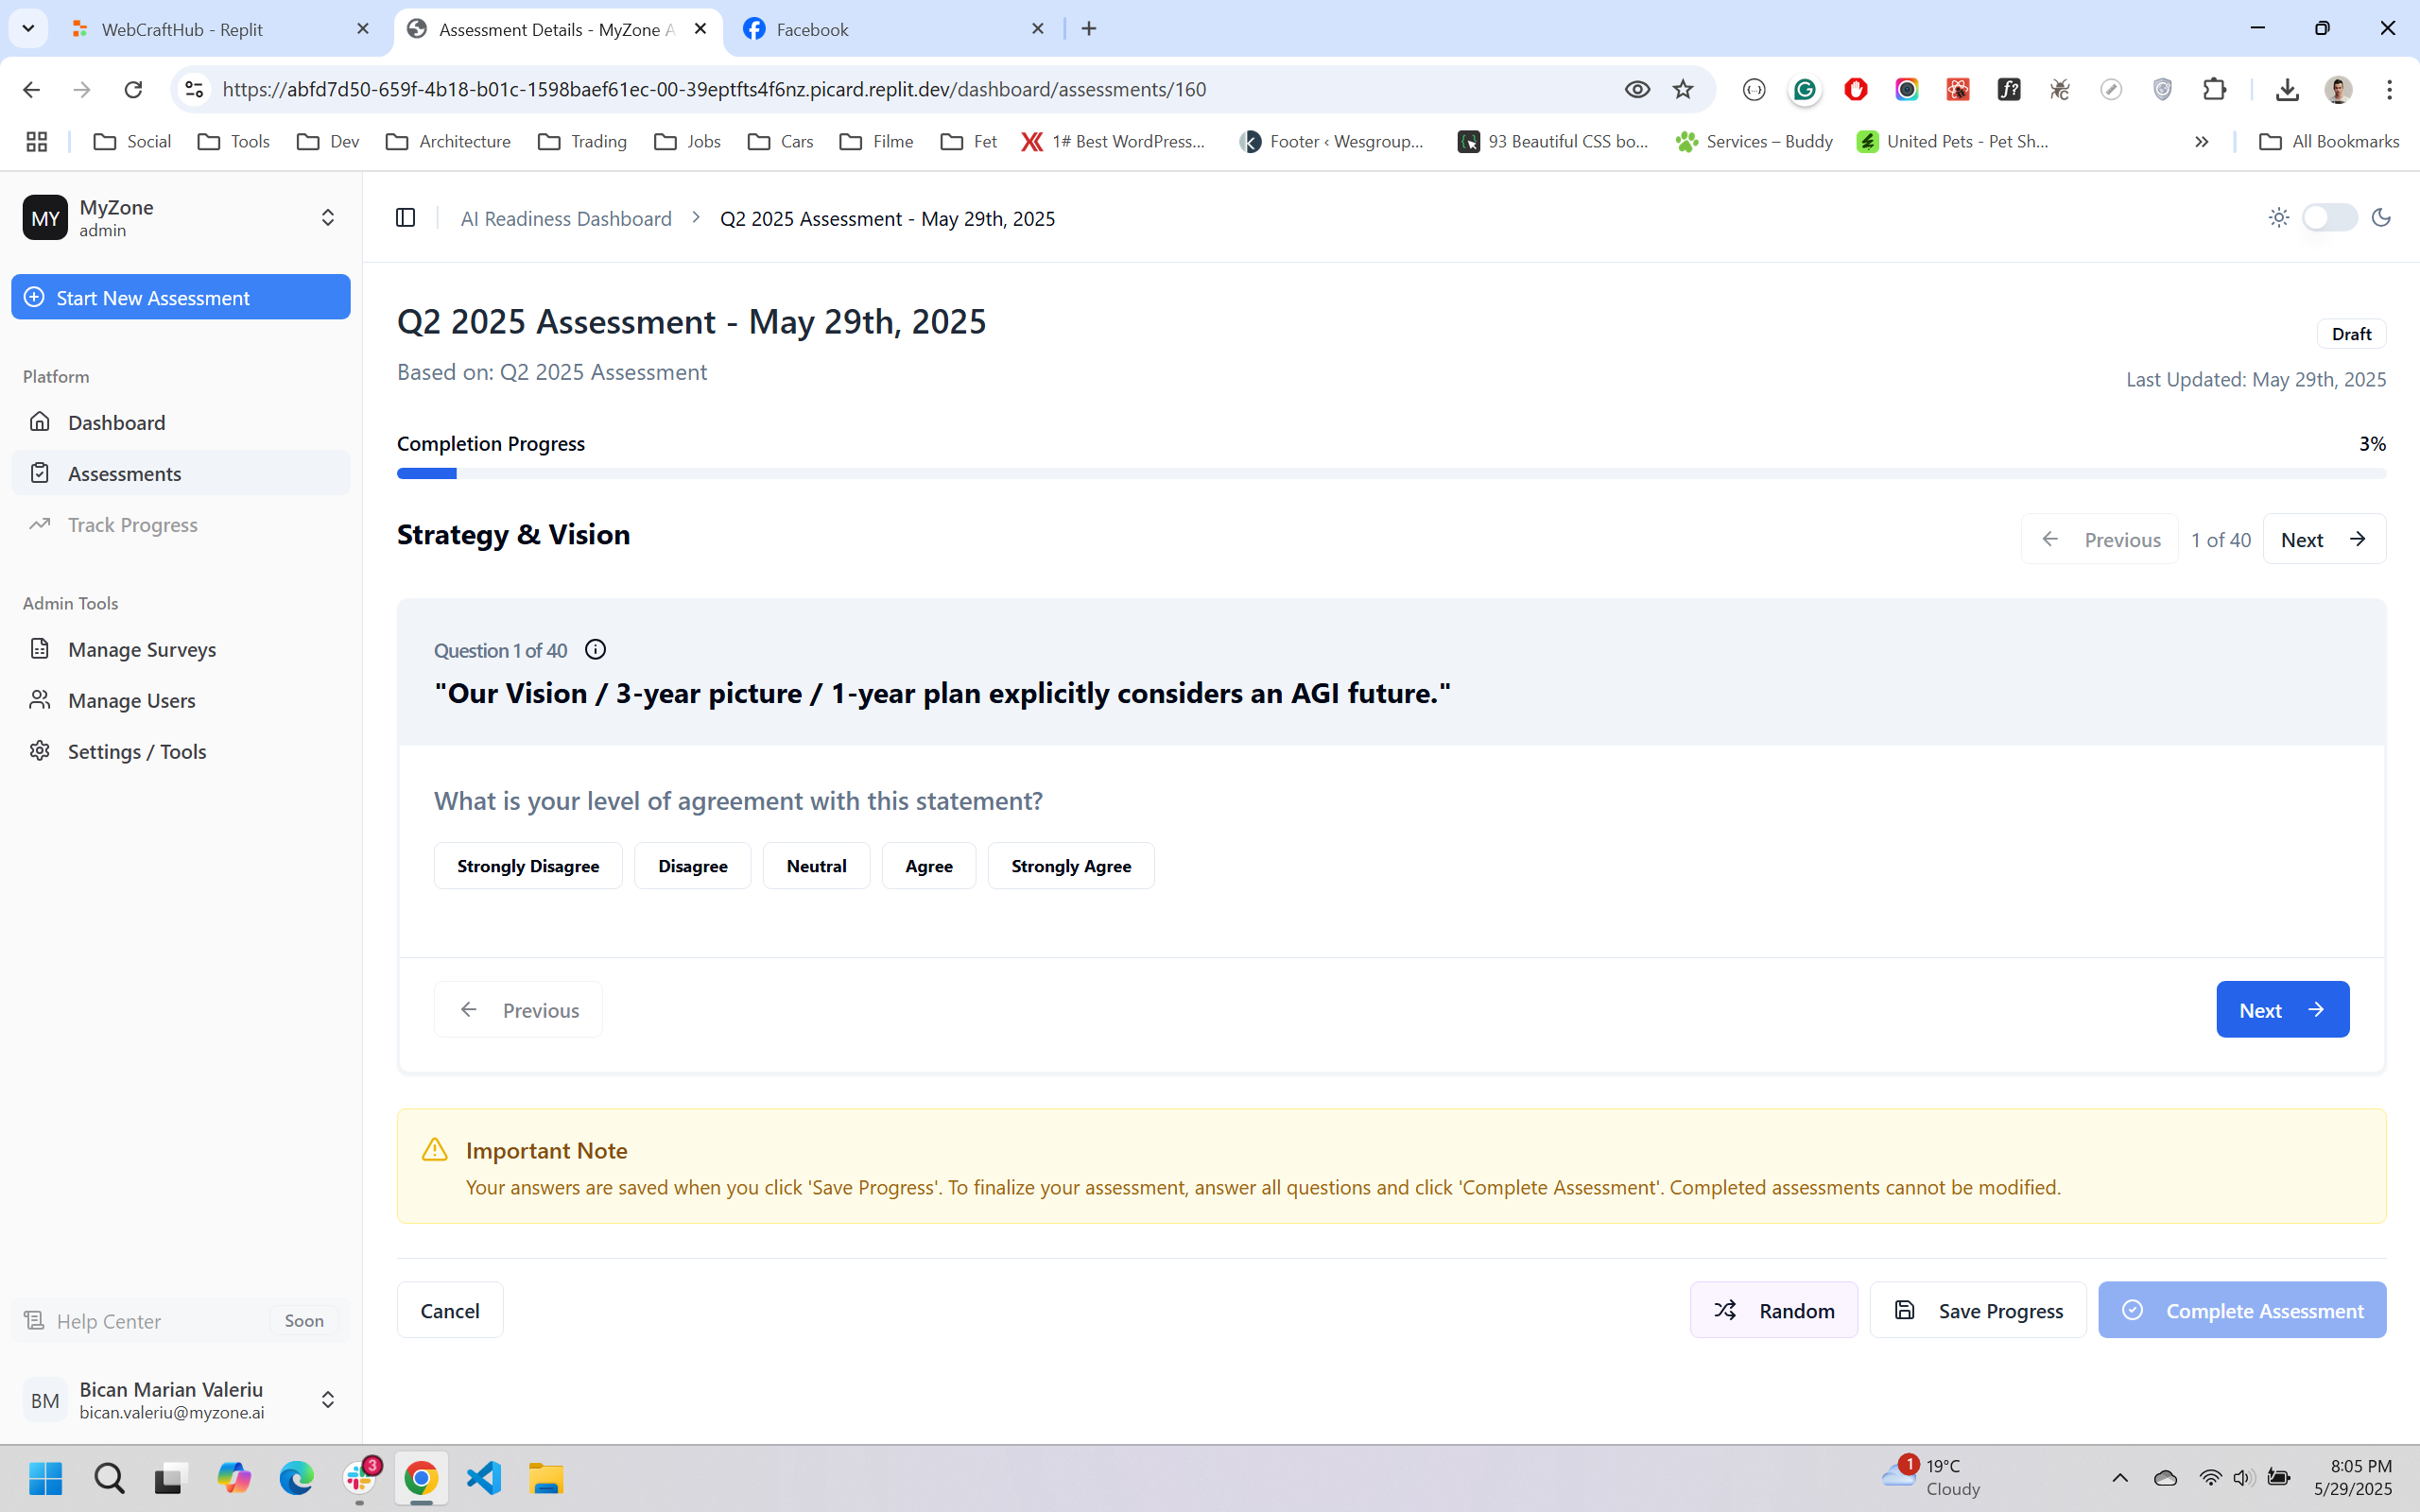 WebCraftHub - Replit
Assessment Details - MyZone A
Facebook
https://abfd7d50-659f-4b18-b01c-1598baef61ec-00-39eptfts4f6nz.picard.replit.dev/dashboard/assessments/160
Social
Tools
Dev
Architecture
Trading
Jobs
Cars
Filme
Fet
1# Best WordPress...
Footer ‹ Wesgroup...
93 Beautiful CSS bo...
Services – Buddy
United Pets - Pet Sh...
All Bookmarks
MY
MyZone
admin
AI Readiness Dashboard
Q2 2025 Assessment - May 29th, 2025
Start New Assessment
Platform
Dashboard
Assessments
Track Progress
Admin Tools
Manage Surveys
Manage Users
Settings / Tools
Help Center
Soon
BM
Bican Marian Valeriu
bican.valeriu@myzone.ai
Q2 2025 Assessment - May 29th, 2025
Draft
Based on: Q2 2025 Assessment
Last Updated: May 29th, 2025
Completion Progress
3%
Strategy & Vision
Previous
1 of 40
Next
Question 1 of 40
"Our Vision / 3-year picture / 1-year plan explicitly considers an AGI future."
What is your level of agreement with this statement?
Strongly Disagree
Disagree
Neutral
Agree
Strongly Agree
Previous
Next
Important Note
Your answers are saved when you click 'Save Progress'. To finalize your assessment, answer all questions and click 'Complete Assessment'. Completed assessments cannot be modified.
Cancel
Random
Save Progress
Complete Assessment
3
1
19°C
Cloudy
8:05 PM
5/29/2025